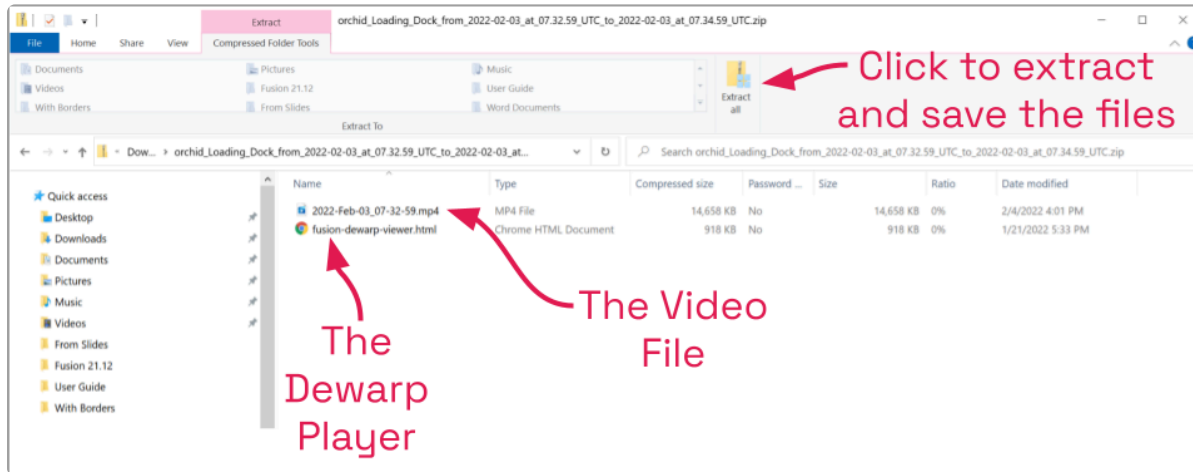 Extract
orchid_Loading_Dock_from_2022-02-03_at_07.32.59_UTC_to_2022-02-03_at_07.34.59_UTC.zip
File Home Share View Compressed Folder Tools
Documents Pictures Music
Videos Fusion 21.12 User Guide
With Borders From Slides Word Documents
Extract all
Extract To
Click to extract
and save the files
Dow... > orchid_Loading_Dock_from_2022-02-03_at_07.32.59_UTC_to_2022-02-03_at...
Search orchid_Loading_Dock_from_2022-02-03_at_07.32.59_UTC_to_2022-02-03_at_07.34.59_UTC.zip
Name Type Compressed size Password ... Size Ratio Date modified
2022-Feb-03_07-32-59.mp4 MP4 File 14,658 KB No 14,658 KB 0% 2/4/2022 4:01 PM
fusion-dewarp-viewer.html Chrome HTML Document 918 KB No 918 KB 0% 1/21/2022 5:33 PM
Quick access
Desktop
Downloads
Documents
Pictures
Music
Videos
From Slides
Fusion 21.12
User Guide
With Borders
The
Dewarp
Player
The Video
File